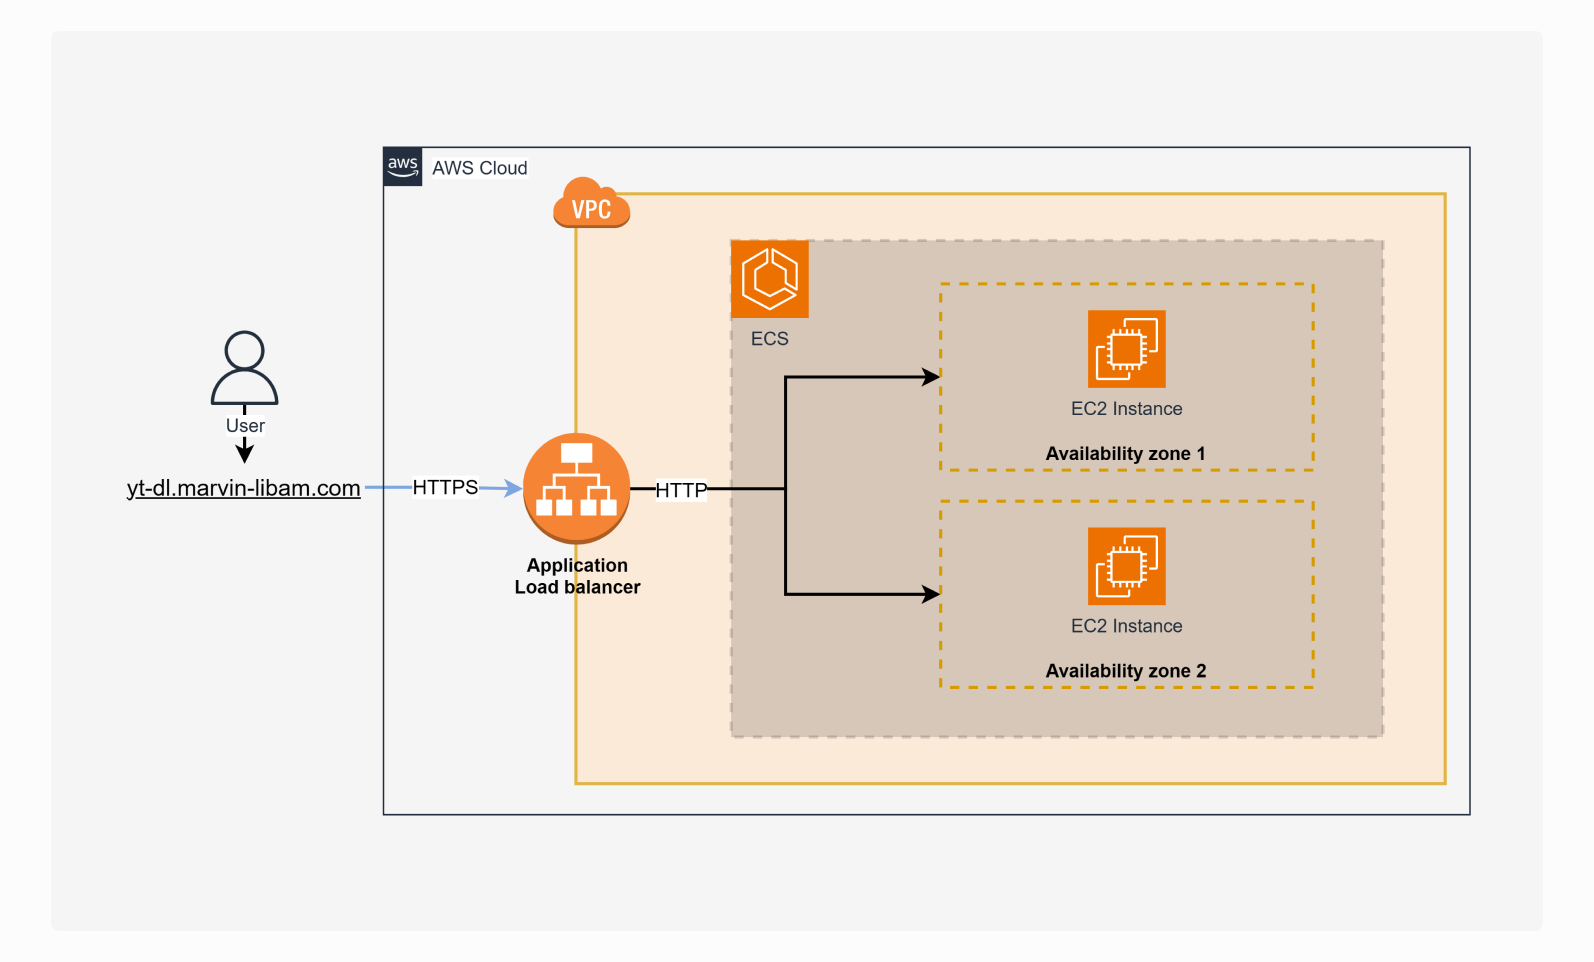 aws
AWS Cloud
VPC
ECS
EC2 Instance
Availability zone 1
User
yt-dl.marvin-libam.com
HTTPS
HTTP
Application
Load balancer
EC2 Instance
Availability zone 2